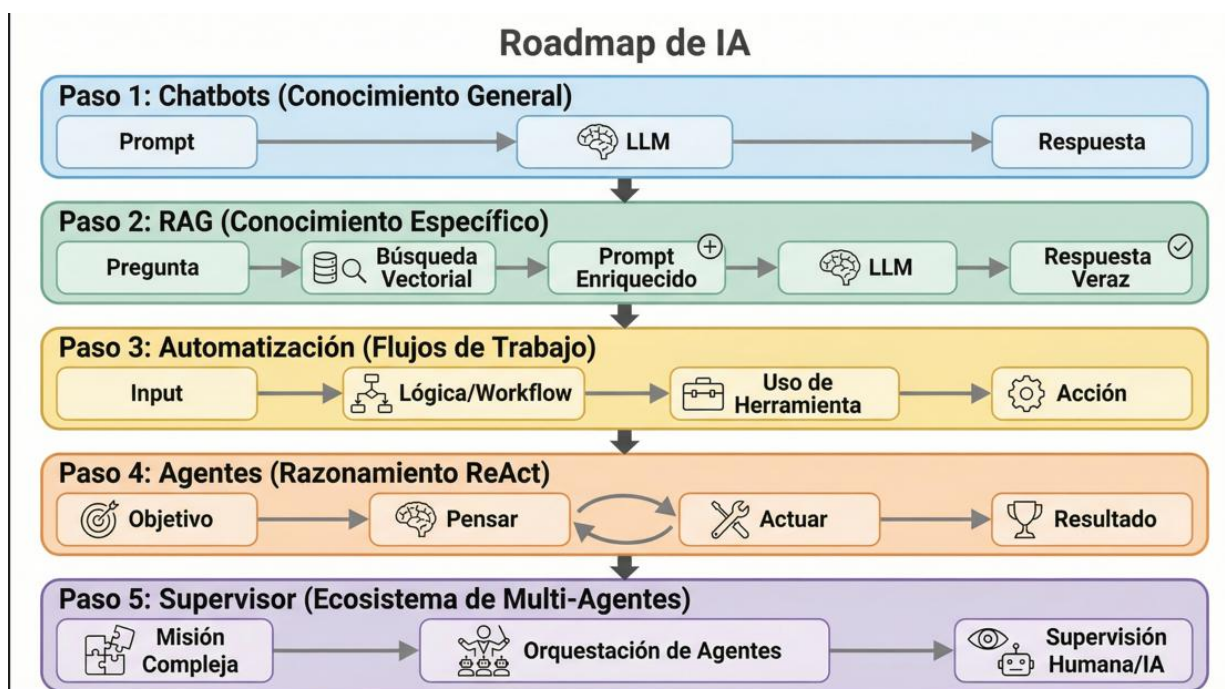 Roadmap de IA
Paso 1: Chatbots (Conocimiento General)
Prompt
LLM
Respuesta
Paso 2: RAG (Conocimiento Específico)
Pregunta
Búsqueda
Vectorial
Prompt
Enriquecido
LLM
Respuesta
Veraz
Paso 3: Automatización (Flujos de Trabajo)
Input
Lógica/Workflow
Uso de
Herramienta
Acción
Paso 4: Agentes (Razonamiento ReAct)
Objetivo
Pensar
Actuar
Resultado
Paso 5: Supervisor (Ecosistema de Multi-Agentes)
Misión
Compleja
Orquestación de Agentes
Supervisión
Humana/IA